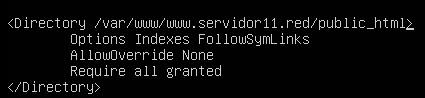 <Directory /var/www/www.servidor11.red/public_html>
Options Indexes FollowSymLinks
AllowOverride None
Require all granted
</Directory>